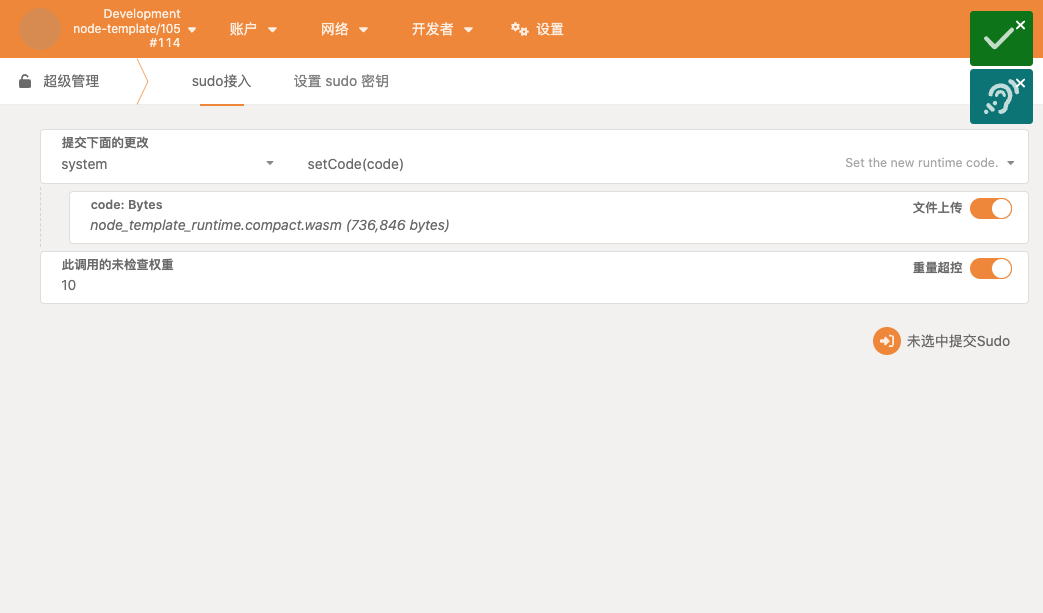 Development
node-template/105
#114
账户
网络
开发者
设置
超级管理
sudo接入
设置 sudo 密钥
提交下面的更改
system
setCode(code)
Set the new runtime code.
code: Bytes
文件上传
node_template_runtime.compact.wasm (736,846 bytes)
此调用的未检查权重
重量超控
10
未选中提交Sudo